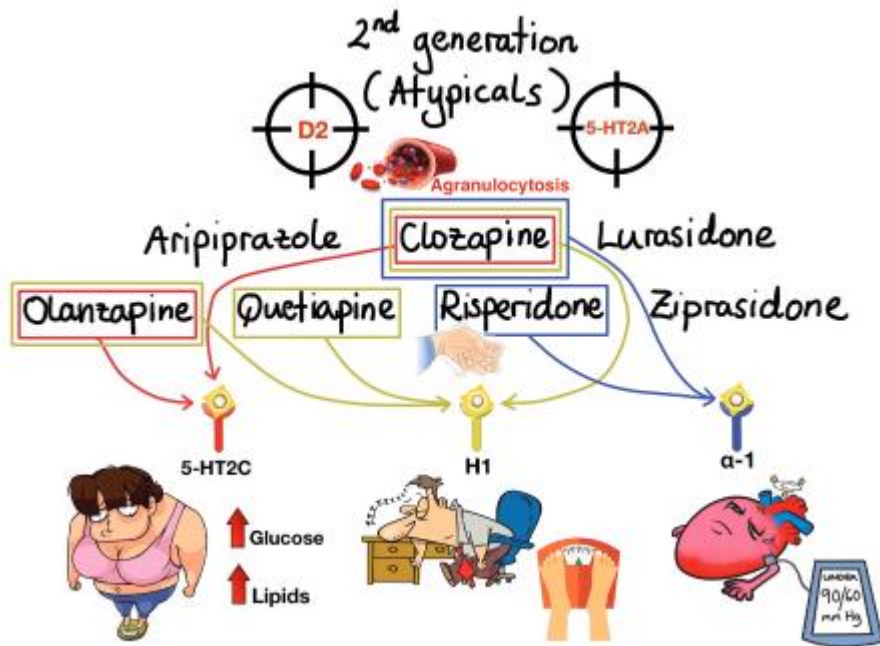 2nd generation
(Atypicals)
D2
5-HT2A
Agranulocytosis
Aripiprazole
Clozapine
Lurasidone
Olanzapine
Quetiapine
Risperidone
Ziprasidone
5-HT2C
H1
α-1
zzzzzzz
Glucose
Lipids
UNDER
90/60
mm Hg